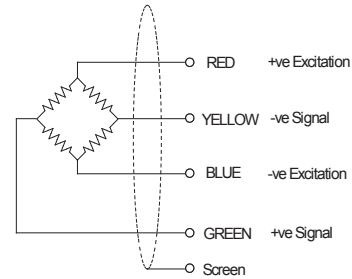 RED +ve Excitation
YELLOW -ve Signal
BLUE -ve Excitation
GREEN +ve Signal
Screen